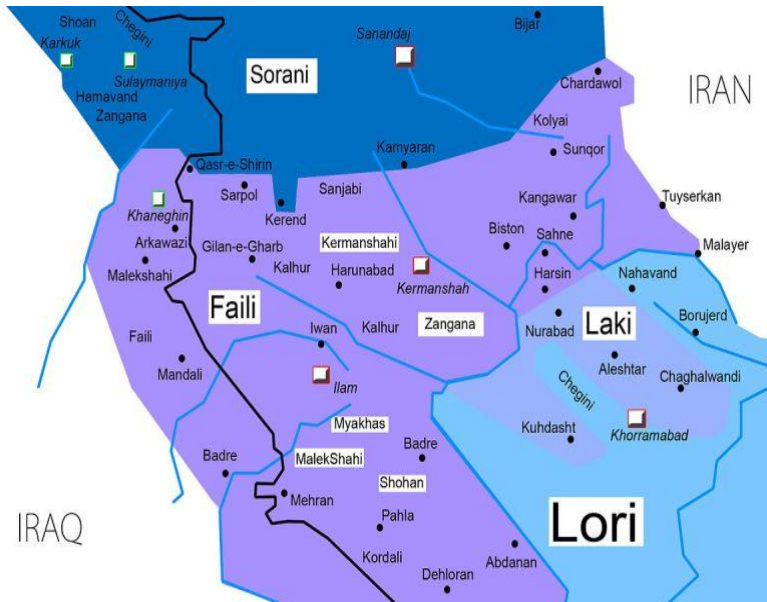 Shoan
Chegini
Karkuk
Sulaymaniya
Hamavand
Zangana
Sorani
Sanandaj
Bijar
IRAN
Chardawol
Kolyai
Sunqor
Kamyaran
Qasr-e-Shirin
Sarpol
Sanjabi
Kerend
Khaneghin
Arkawazi
Malekshahi
Gilan-e-Gharb
Kalhur
Kermanshahi
Harunabad
Kermanshah
Kangawar
Biston
Sahne
Harsin
Tuyserkan
Malayer
Nahavand
Borujerd
Faili
Faili
Mandali
Iwan
Kalhur
Zangana
Nurabad
Laki
Aleshtar
Chegini
Chaghalwandi
Ilam
Myakhas
Khorramabad
Kuhdasht
Badre
MalekShahi
Badre
Shohan
Mehran
Pahla
Kordali
Dehloran
Abdanan
Lori
IRAQ